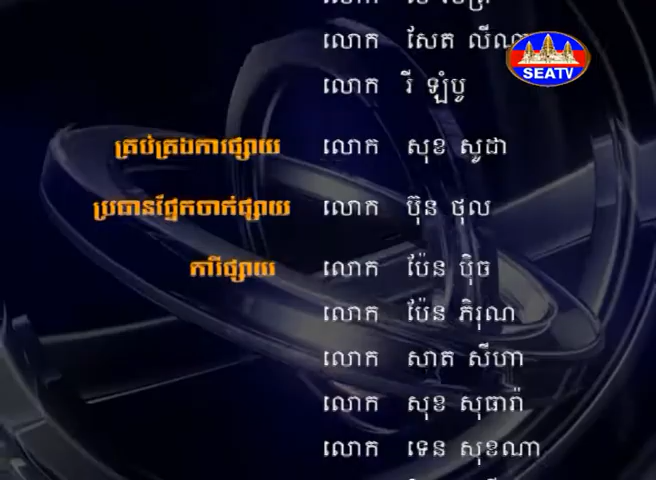 លោក សែត លីណា
SEATV
លោក រី ឡំបូ
គ្រប់គ្រងការផ្សាយ លោក សុខ សូដា
ប្រធានផ្នែកចាក់ផ្សាយ លោក ប៊ុន ថុល
ការីផ្សាយ លោក ប៉ែន ប៉ិច
លោក ប៉ែន ភិរុណ
លោក សាត សីហា
លោក សុខ សុធារ៉ា
លោក ទេន សុខណា